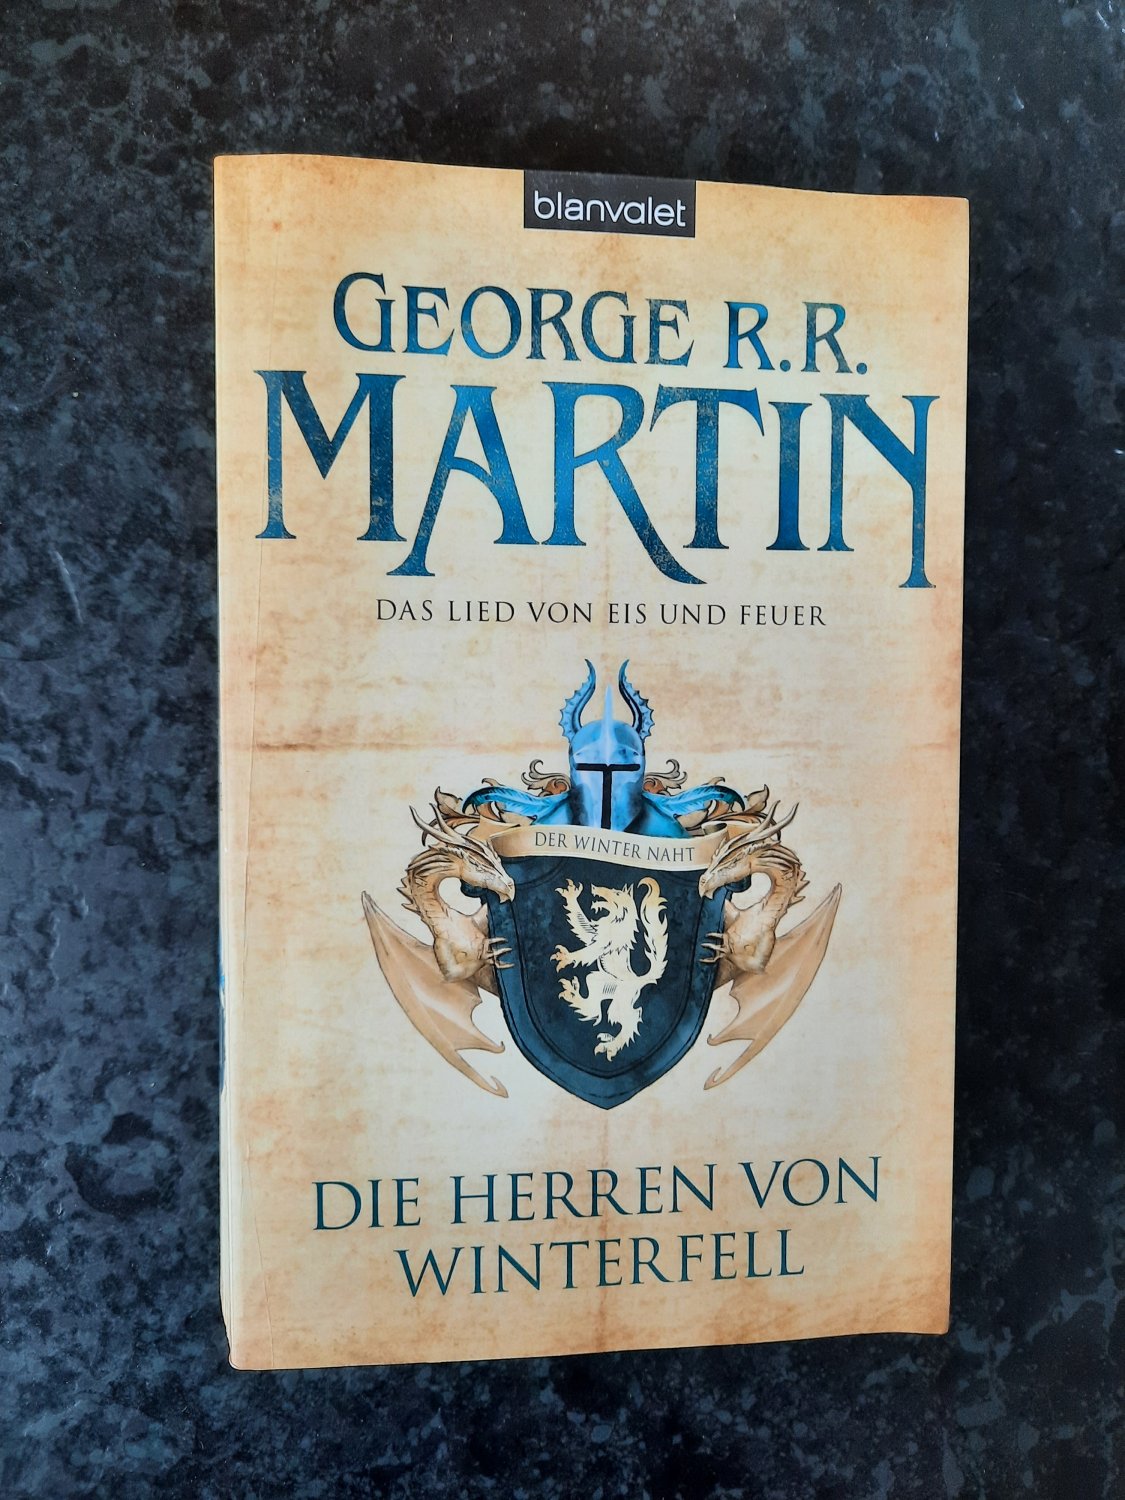 blanvalet
GEORGE R.R.
MARTIN
DAS LIED VON EIS UND FEUER
DER WINTER NAHT
DIE HERREN VON
WINTERFELL